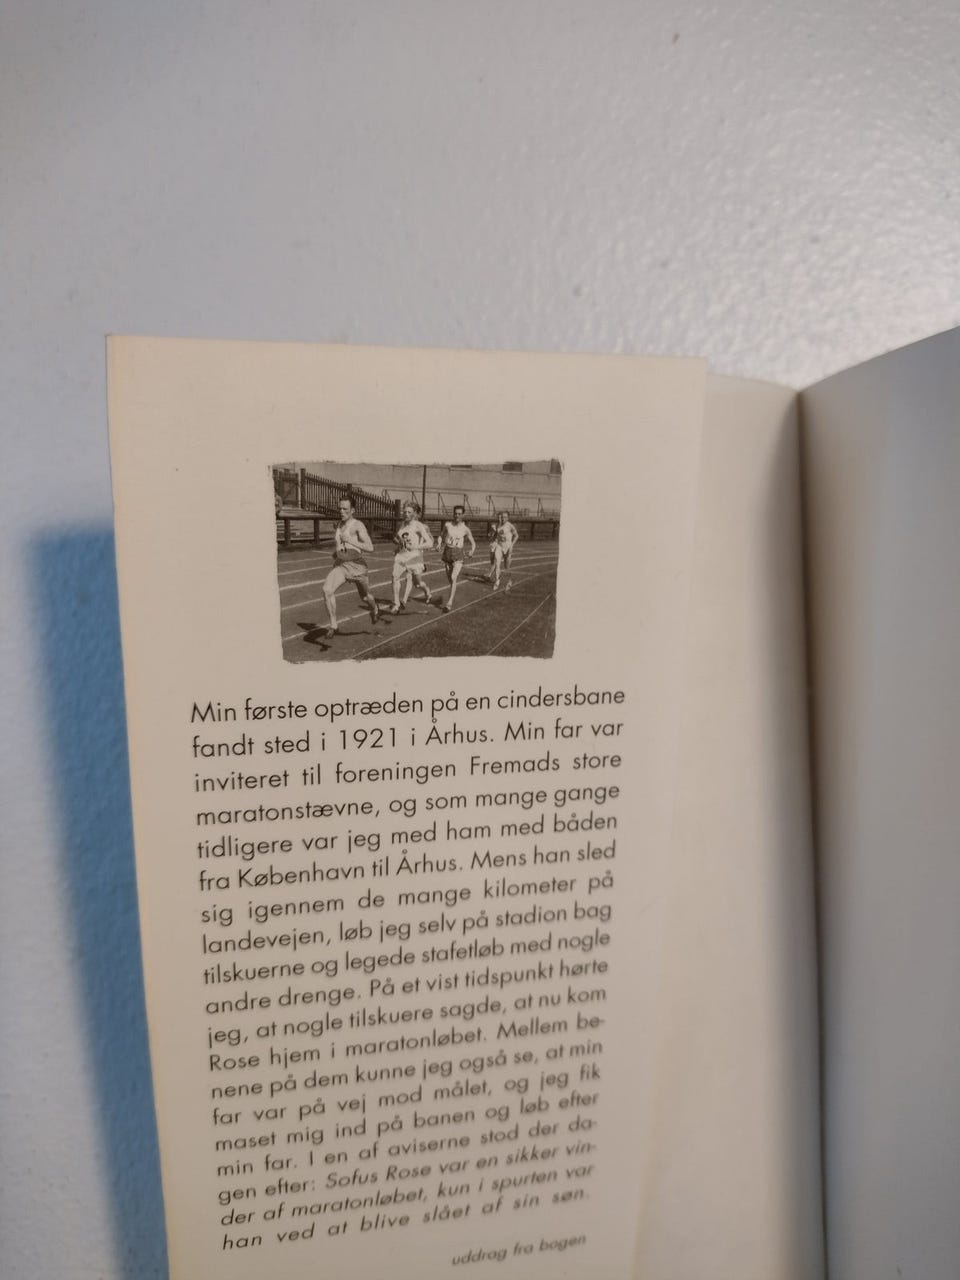 Min første optræden på en cindersbane
fandt sted i 1921 i Århus. Min far var
inviteret til foreningen Fremads store
maratonstævne, og som mange gange
tidligere var jeg med ham med båden
fra København til Århus. Mens han sled
sig igennem de mange kilometer på
landevejen, løb jeg selv på stadion bag
tilskuerne og legede stafetløb med nogle
andre drenge. På et vist tidspunkt hørte
jeg, at nogle tilskuere sagde, at nu kom
Rose hjem i maratonløbet. Mellem be-
nene på dem kunne jeg også se, at min
far var på vej mod målet, og jeg fik
maset mig ind på banen og løb efter
min far. I en af aviserne stod der da-
gen efter: Sofus Rose var en sikker vin-
der af maratonløbet, kun i spurten var
han ved at blive slået af sin søn.
uddrag fra bogen